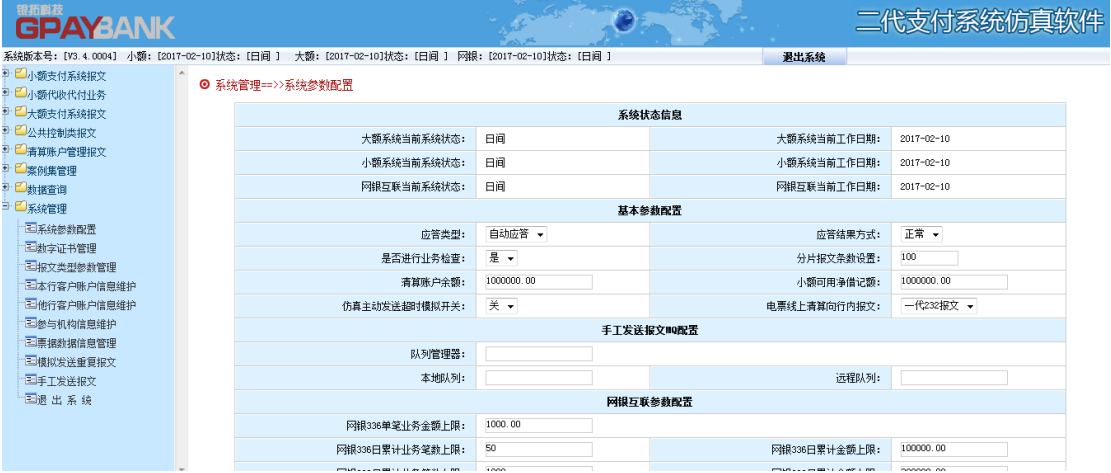 银拓科技
GPAYBANK
二代支付系统仿真软件
系统版本号: [V3.4.0004] 小额: [2017-02-10]状态: [日间 ] 大额: [2017-02-10]状态: [日间 ] 网银: [2017-02-10]状态: [日间 ] 退出系统
小额支付系统报文
小额代收代付业务
大额支付系统报文
公共控制类报文
清算账户管理报文
案例集管理
数据查询
系统管理
系统参数配置
数字证书管理
报文类型参数管理
本行客户账户信息维护
他行客户账户信息维护
参与机构信息维护
票据数据信息管理
模拟发送重复报文
手工发送报文
退 出 系 统
系统管理==>>系统参数配置
系统状态信息
大额系统当前系统状态: 日间 大额系统当前工作日期: 2017-02-10
小额系统当前系统状态: 日间 小额系统当前工作日期: 2017-02-10
网银互联当前系统状态: 日间 网银互联当前工作日期: 2017-02-10
基本参数配置
应答类型: 自动应答 应答结果方式: 正常
是否进行业务检查: 是 分片报文条数设置: 100
清算账户余额: 1000000.00 小额可用净借记额: 1000000.00
仿真主动发送超时模拟开关: 关 电票线上清算向行内报文: 一代232报文
手工发送报文MQ配置
队列管理器:
本地队列: 远程队列:
网银互联参数配置
网银336单笔业务金额上限: 1000.00
网银336日累计业务笔数上限: 50 网银336日累计金额上限: 100000.00